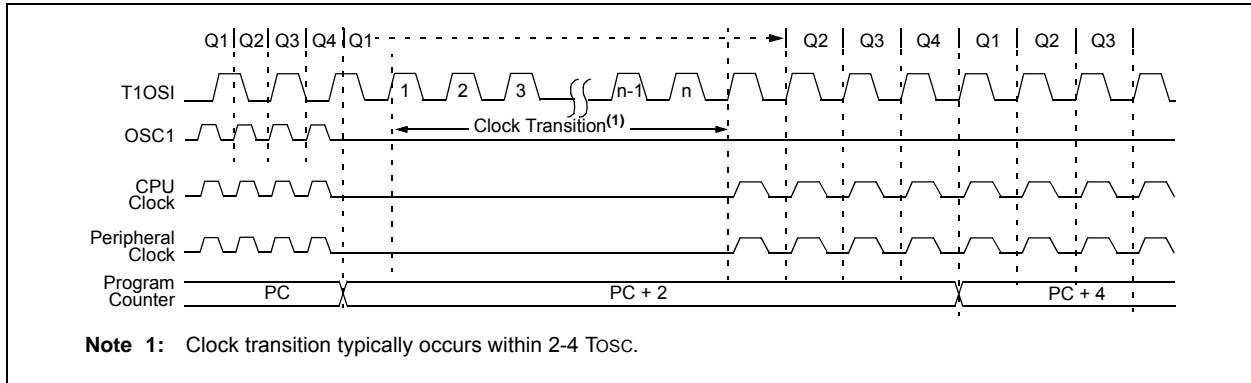 Q1 Q2 Q3 Q4 Q1 Q2 Q3 Q4 Q1 Q2 Q3
T1OSI
1 2 3 n-1 n
OSC1
Clock Transition(1)
CPU
Clock
Peripheral
Clock
Program
Counter
PC PC + 2 PC + 4
Note 1: Clock transition typically occurs within 2-4 TOSC.